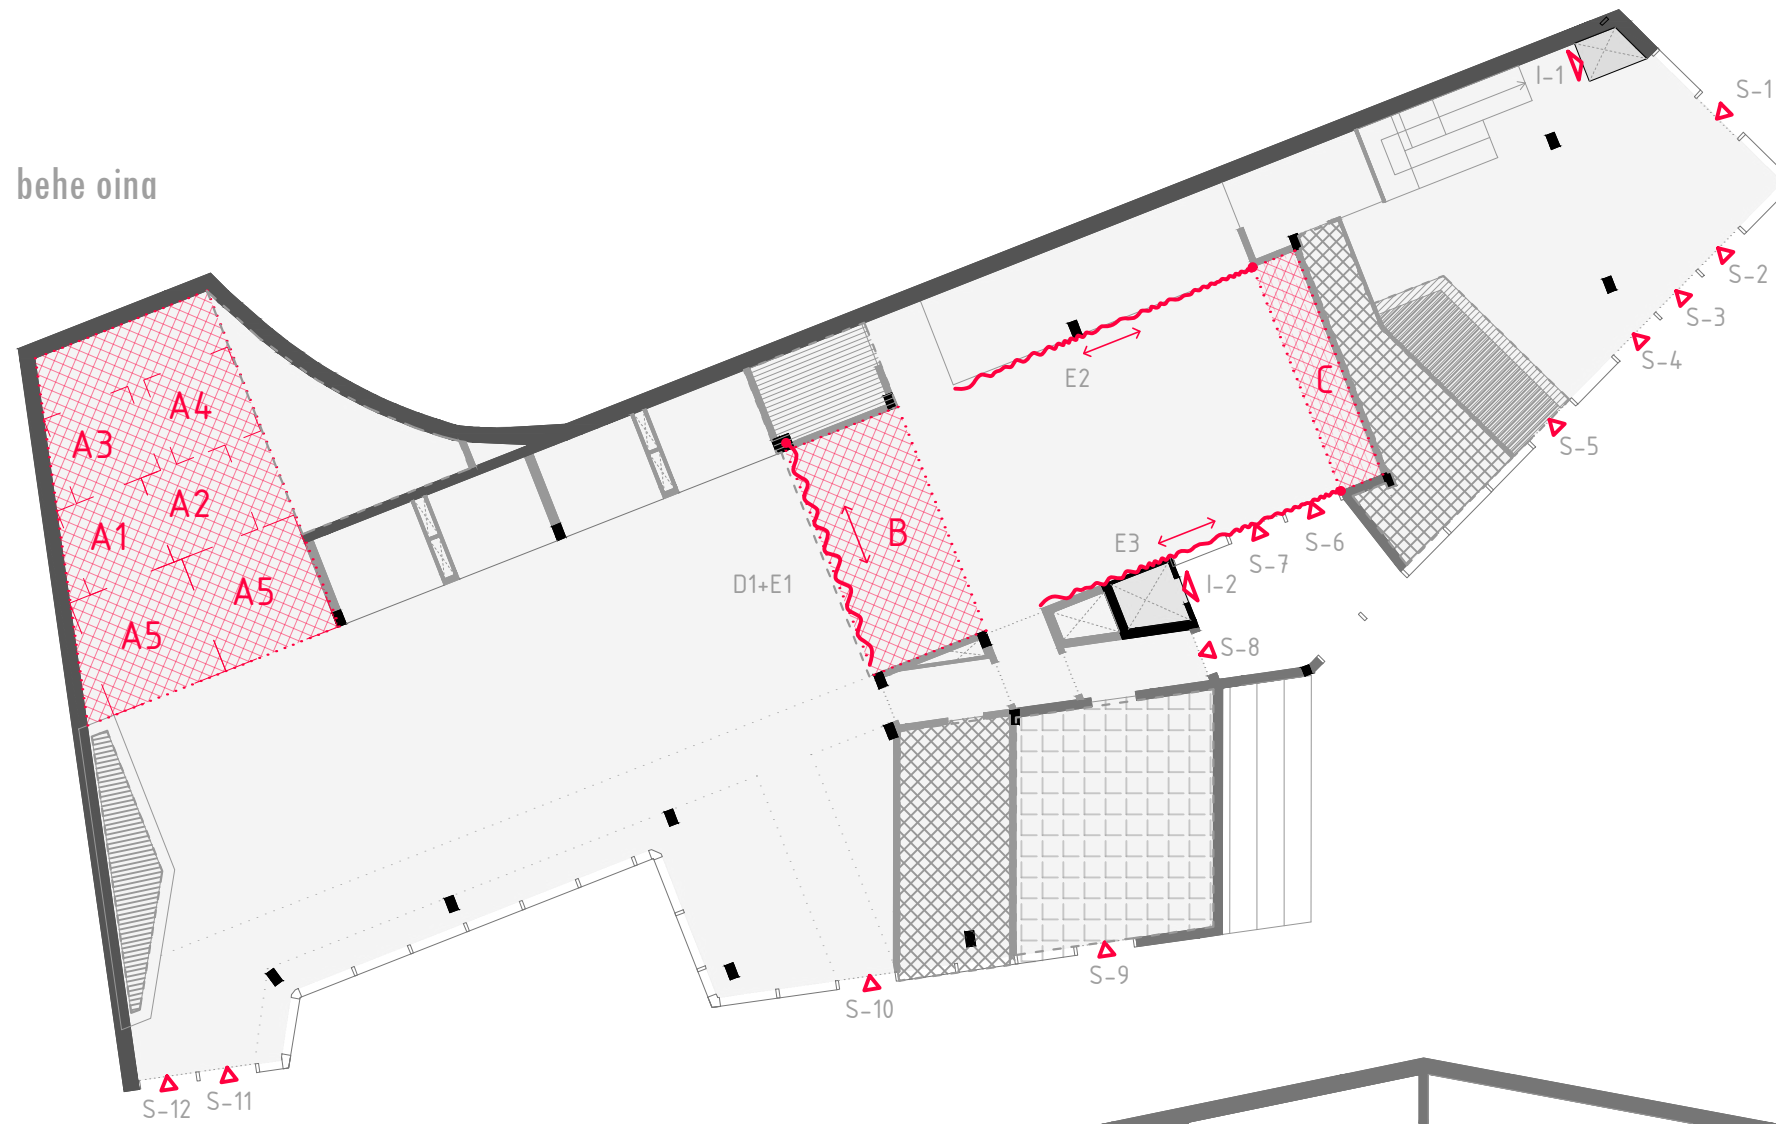 I-1
S-1
behe oina
S-2
S-3
S-4
E2
C
A4
A3
S-5
A2
A1
B
S-6
E3
S-7
D1+E1
I-2
A5
A5
S-8
S-9
S-10
S-11
S-12